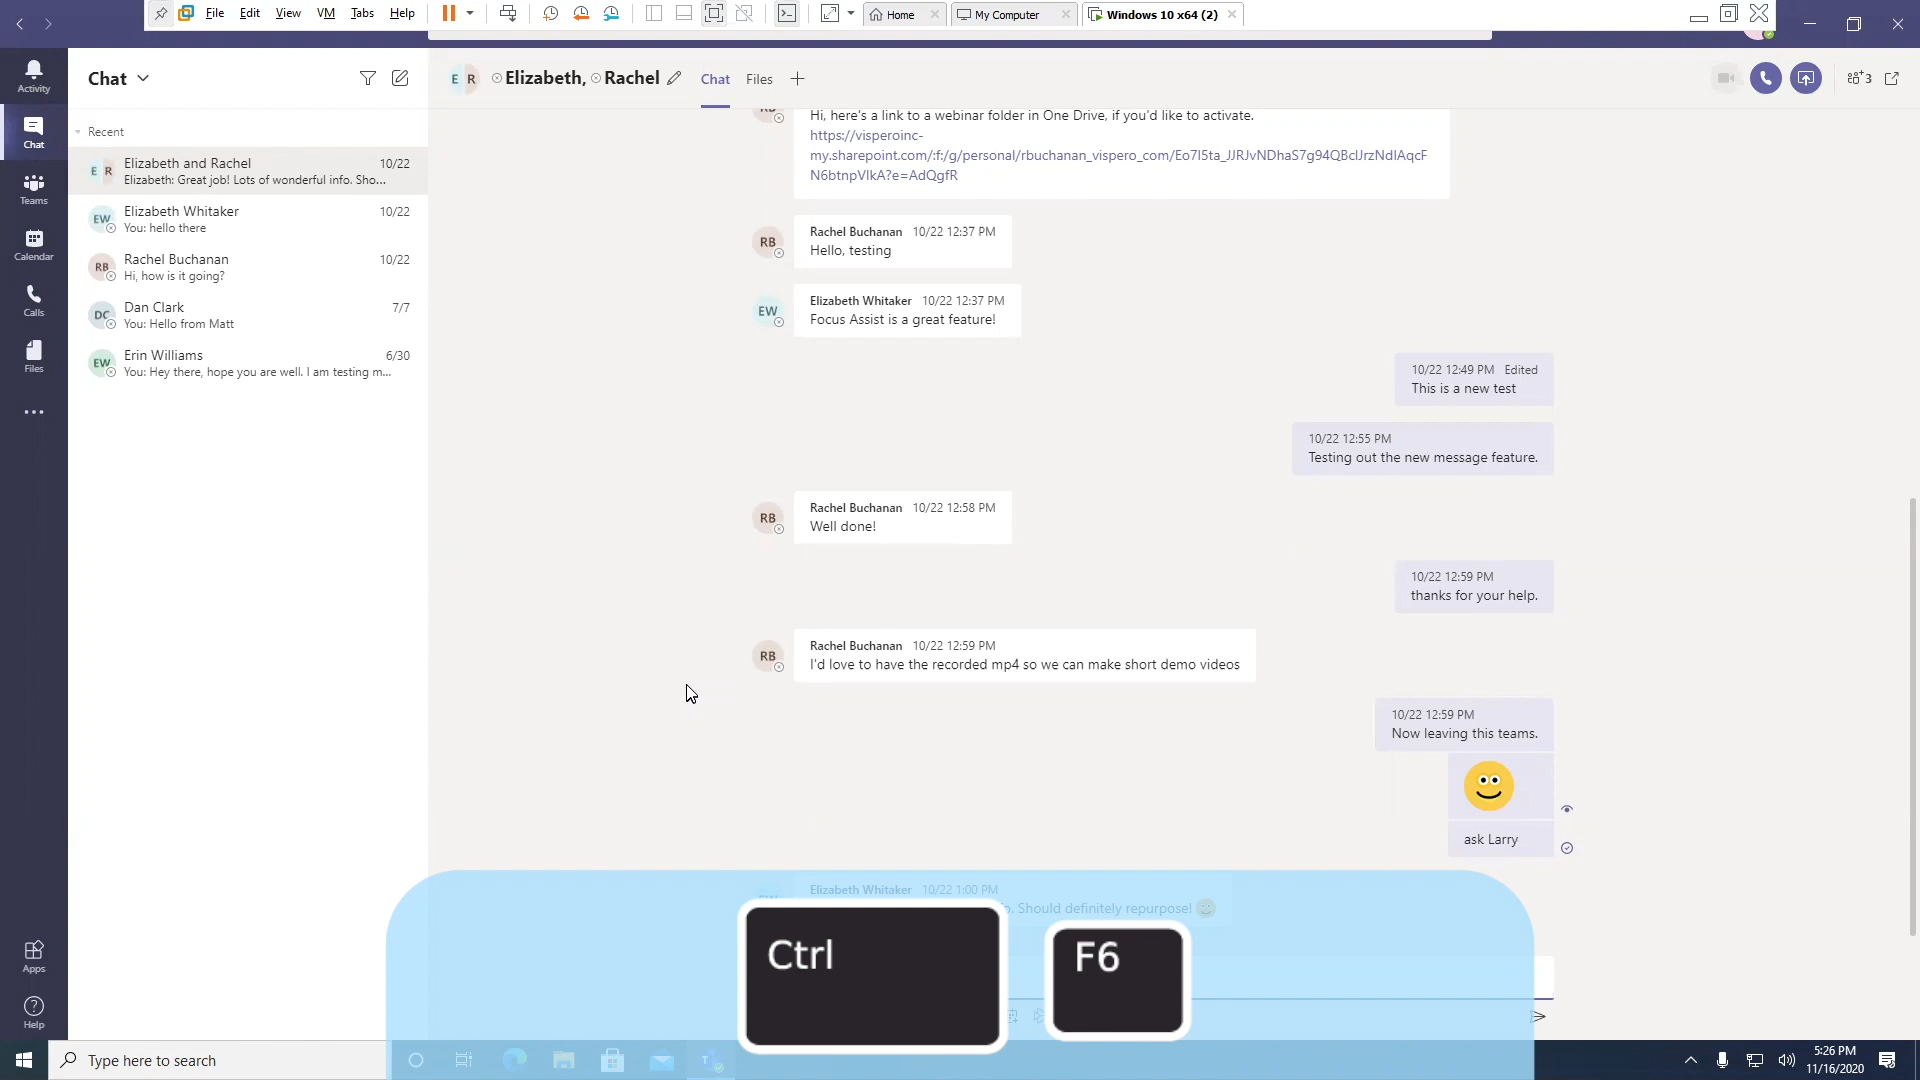 File Edit View VM Tabs Help
Home
My Computer
Windows 10 x64 (2)
Activity
Chat
Teams
Calendar
Calls
Files
Apps
Help
Chat
Recent
Elizabeth and Rachel 10/22
Elizabeth: Great job! Lots of wonderful info. Sho...
EW Elizabeth Whitaker 10/22
You: hello there
RB Rachel Buchanan 10/22
Hi, how is it going?
DC Dan Clark 7/7
You: Hello from Matt
EW Erin Williams 6/30
You: Hey there, hope you are well. I am testing m...
E R Elizabeth, Rachel Chat Files
3
Hi, here's a link to a webinar folder in One Drive, if you'd like to activate.
https://visperoinc-
my.sharepoint.com/:f:/g/personal/rbuchanan_vispero_com/Eo7I5ta_JJRJvNDhaS7g94QBclJrzNdIAqcF
N6btnpVIkA?e=AdQgfR
RB Rachel Buchanan 10/22 12:37 PM
Hello, testing
EW Elizabeth Whitaker 10/22 12:37 PM
Focus Assist is a great feature!
10/22 12:49 PM Edited
This is a new test
10/22 12:55 PM
Testing out the new message feature.
RB Rachel Buchanan 10/22 12:58 PM
Well done!
10/22 12:59 PM
thanks for your help.
RB Rachel Buchanan 10/22 12:59 PM
I'd love to have the recorded mp4 so we can make short demo videos
10/22 12:59 PM
Now leaving this teams.
ask Larry
Elizabeth Whitaker 10/22 1:00 PM
Should definitely repurpose!
Ctrl
F6
Type here to search
5:26 PM
11/16/2020